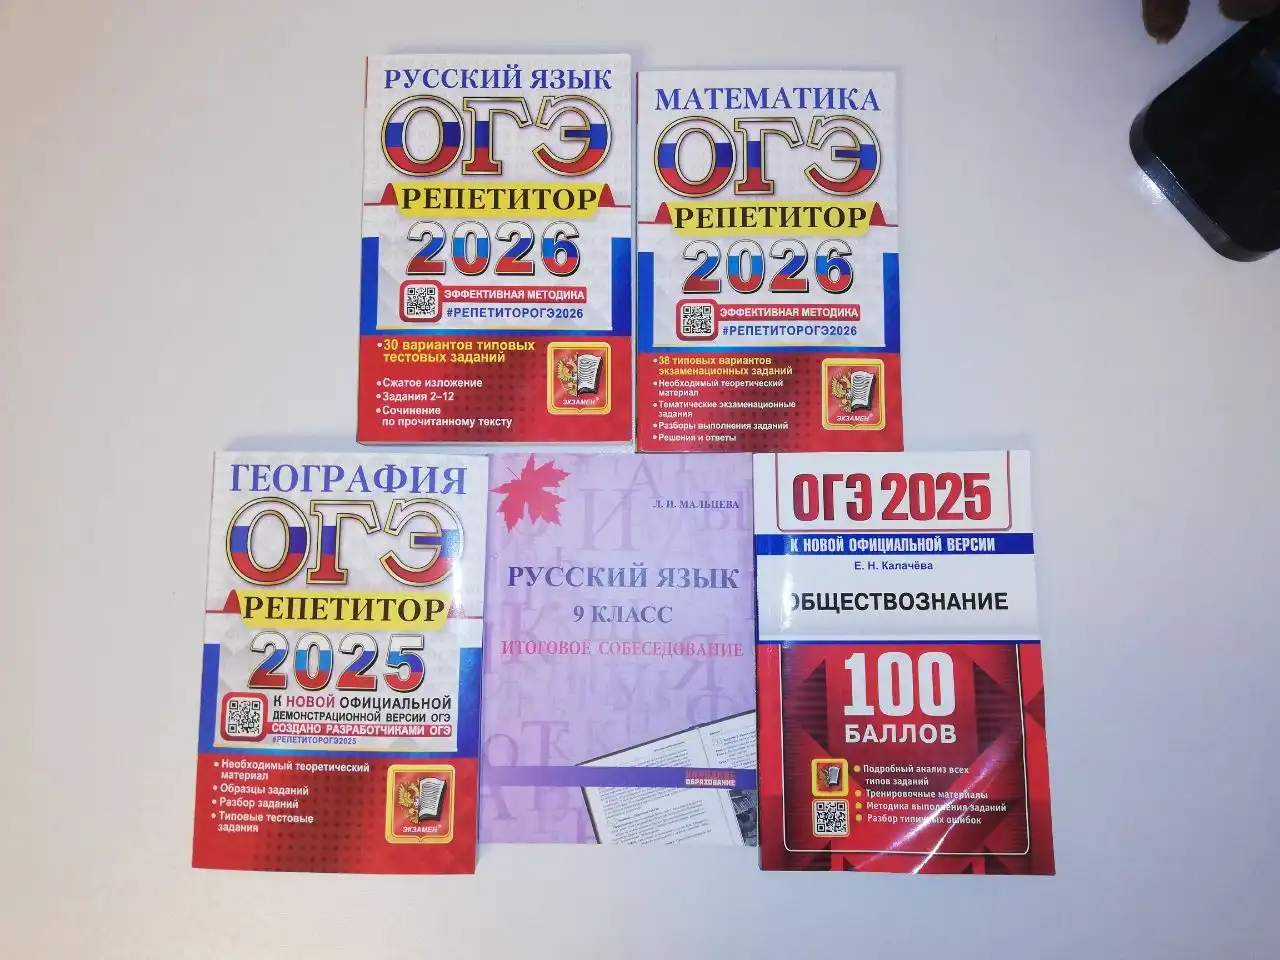 РУССКИЙ ЯЗЫК
ОГЭ
РЕПЕТИТОР
2026
ЭФФЕКТИВНАЯ МЕТОДИКА
#РЕПЕТИТОРОГЭ2026
•30 вариантов типовых
тестовых заданий
•Сжатое изложение
•Задания 2–12
•Сочинение
по прочитанному тексту
ЭКЗАМЕН®
МАТЕМАТИКА
ОГЭ
РЕПЕТИТОР
2026
ЭФФЕКТИВНАЯ МЕТОДИКА
#РЕПЕТИТОРОГЭ2026
•38 типовых вариантов
экзаменационных заданий
•Необходимый теоретический
материал
•Тематические экзаменационные
задания
•Разборы выполнения заданий
•Решения и ответы
ЭКЗАМЕН®
ГЕОГРАФИЯ
ОГЭ
РЕПЕТИТОР
2025
К НОВОЙ ОФИЦИАЛЬНОЙ
ДЕМОНСТРАЦИОННОЙ ВЕРСИИ ОГЭ
СОЗДАНО РАЗРАБОТЧИКАМИ ОГЭ
#РЕПЕТИТОРОГЭ2025
•Необходимый теоретический
материал
•Образцы заданий
•Разбор заданий
•Типовые тестовые
задания
ЭКЗАМЕН®
Л. И. МАЛЬЦЕВА
РУССКИЙ ЯЗЫК
9 КЛАСС
ИТОГОВОЕ СОБЕСЕДОВАНИЕ
НАРОДНОЕ
ОБРАЗОВАНИЕ
ОГЭ 2025
К НОВОЙ ОФИЦИАЛЬНОЙ ВЕРСИИ
Е. Н. Калачёва
ОБЩЕСТВОЗНАНИЕ
100
БАЛЛОВ
Подробный анализ всех
типов заданий
Тренировочные материалы
Методика выполнения заданий
Разбор типичных ошибок